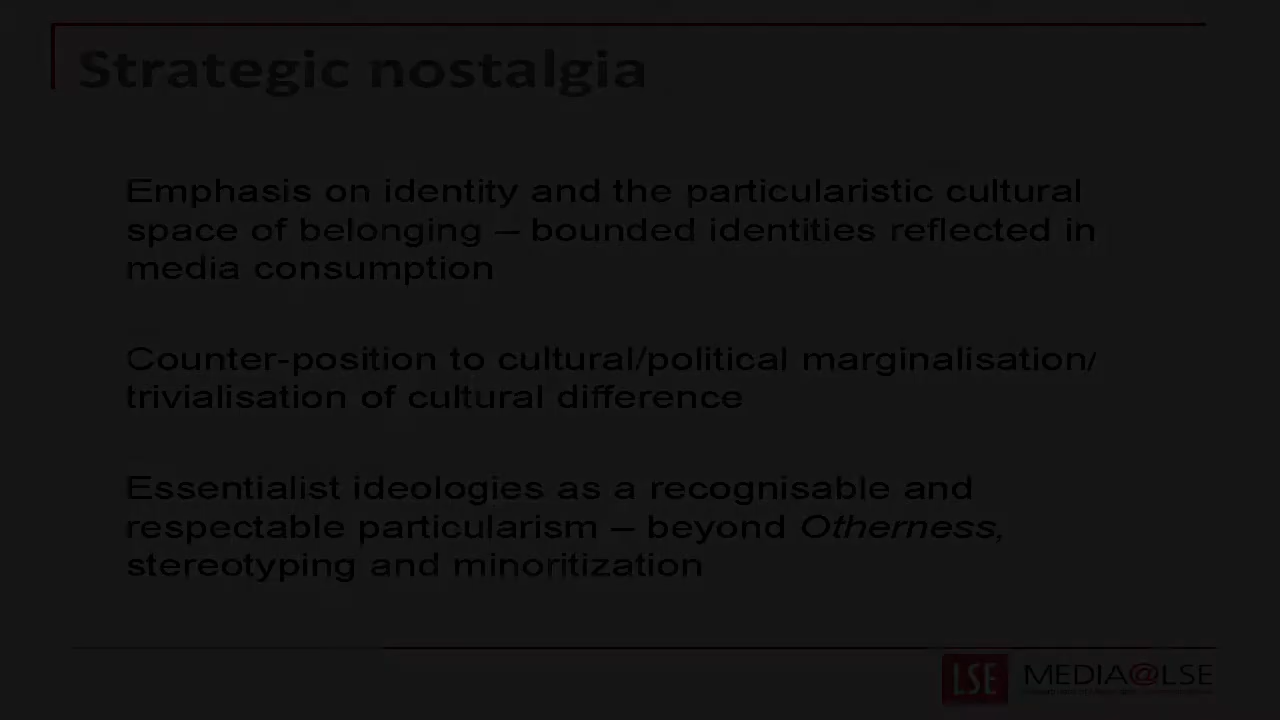 Strategic nostalgia
Emphasis on identity and the particularistic cultural
space of belonging – bounded identities reflected in
media consumption
Counter-position to cultural/political marginalisation/
trivialisation of cultural difference
Essentialist ideologies as a recognisable and
respectable particularism – beyond Otherness,
stereotyping and minoritization
LSE MEDIA@LSE